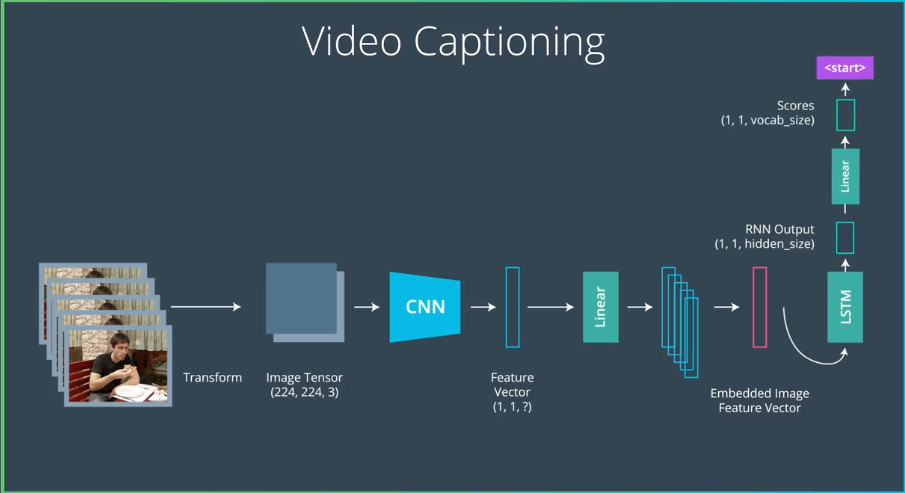 Video Captioning
<start>
Scores
(1, 1, vocab_size)
Linear
RNN Output
(1, 1, hidden_size)
CNN
Linear
LSTM
Transform
Image Tensor
(224, 224, 3)
Feature
Vector
(1, 1, ?)
Embedded Image
Feature Vector